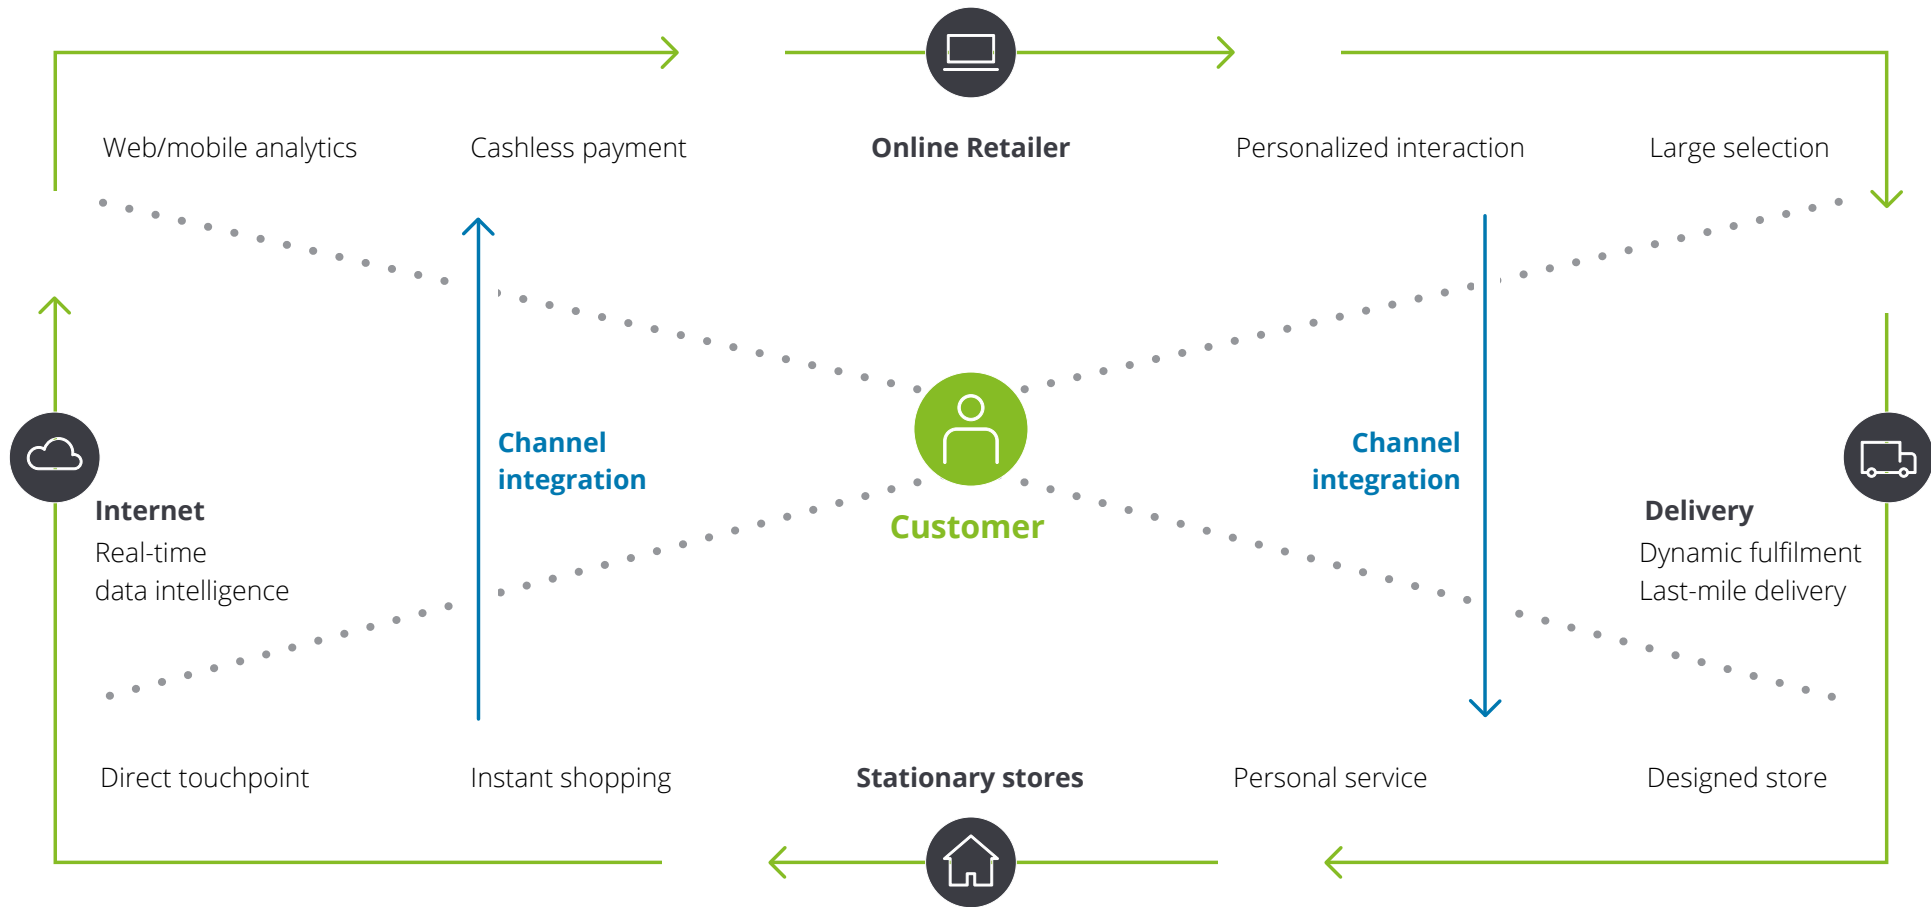 Web/mobile analytics
Cashless payment
Online Retailer
Personalized interaction
Large selection
Channel
integration
Channel
integration
Customer
Internet
Real-time
data intelligence
Delivery
Dynamic fulfilment
Last-mile delivery
Direct touchpoint
Instant shopping
Stationary stores
Personal service
Designed store